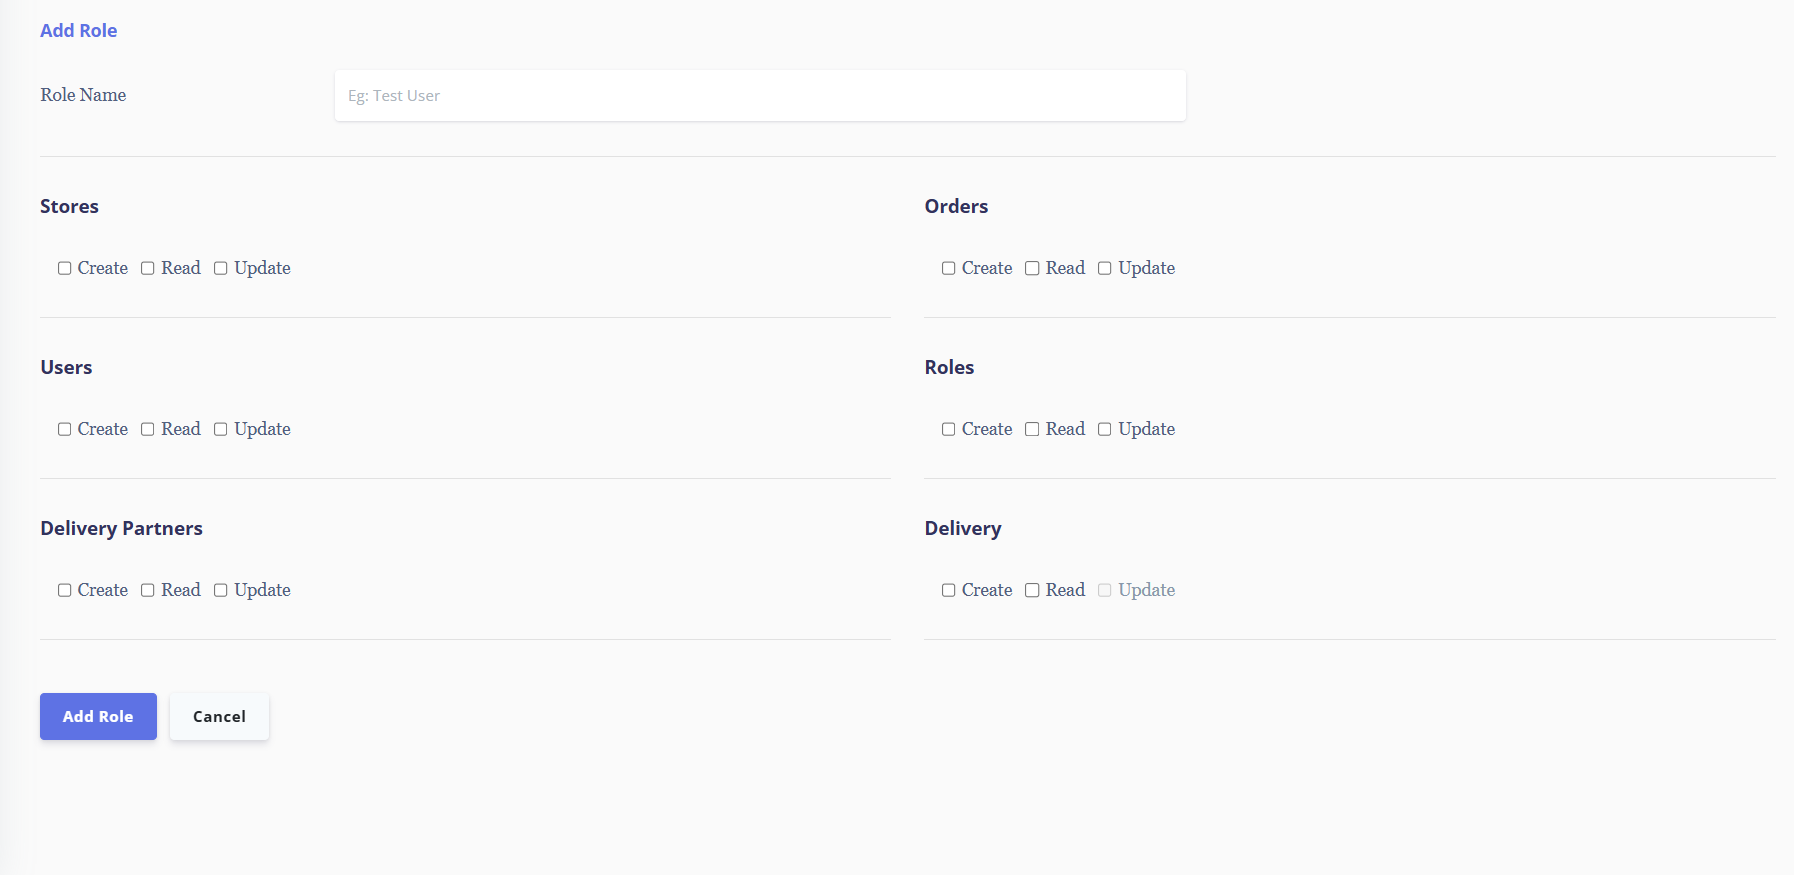 Add Role
Role Name
Eg: Test User
Stores
Orders
Create Read Update
Create Read Update
Users
Roles
Create Read Update
Create Read Update
Delivery Partners
Delivery
Create Read Update
Create Read Update
Add Role
Cancel